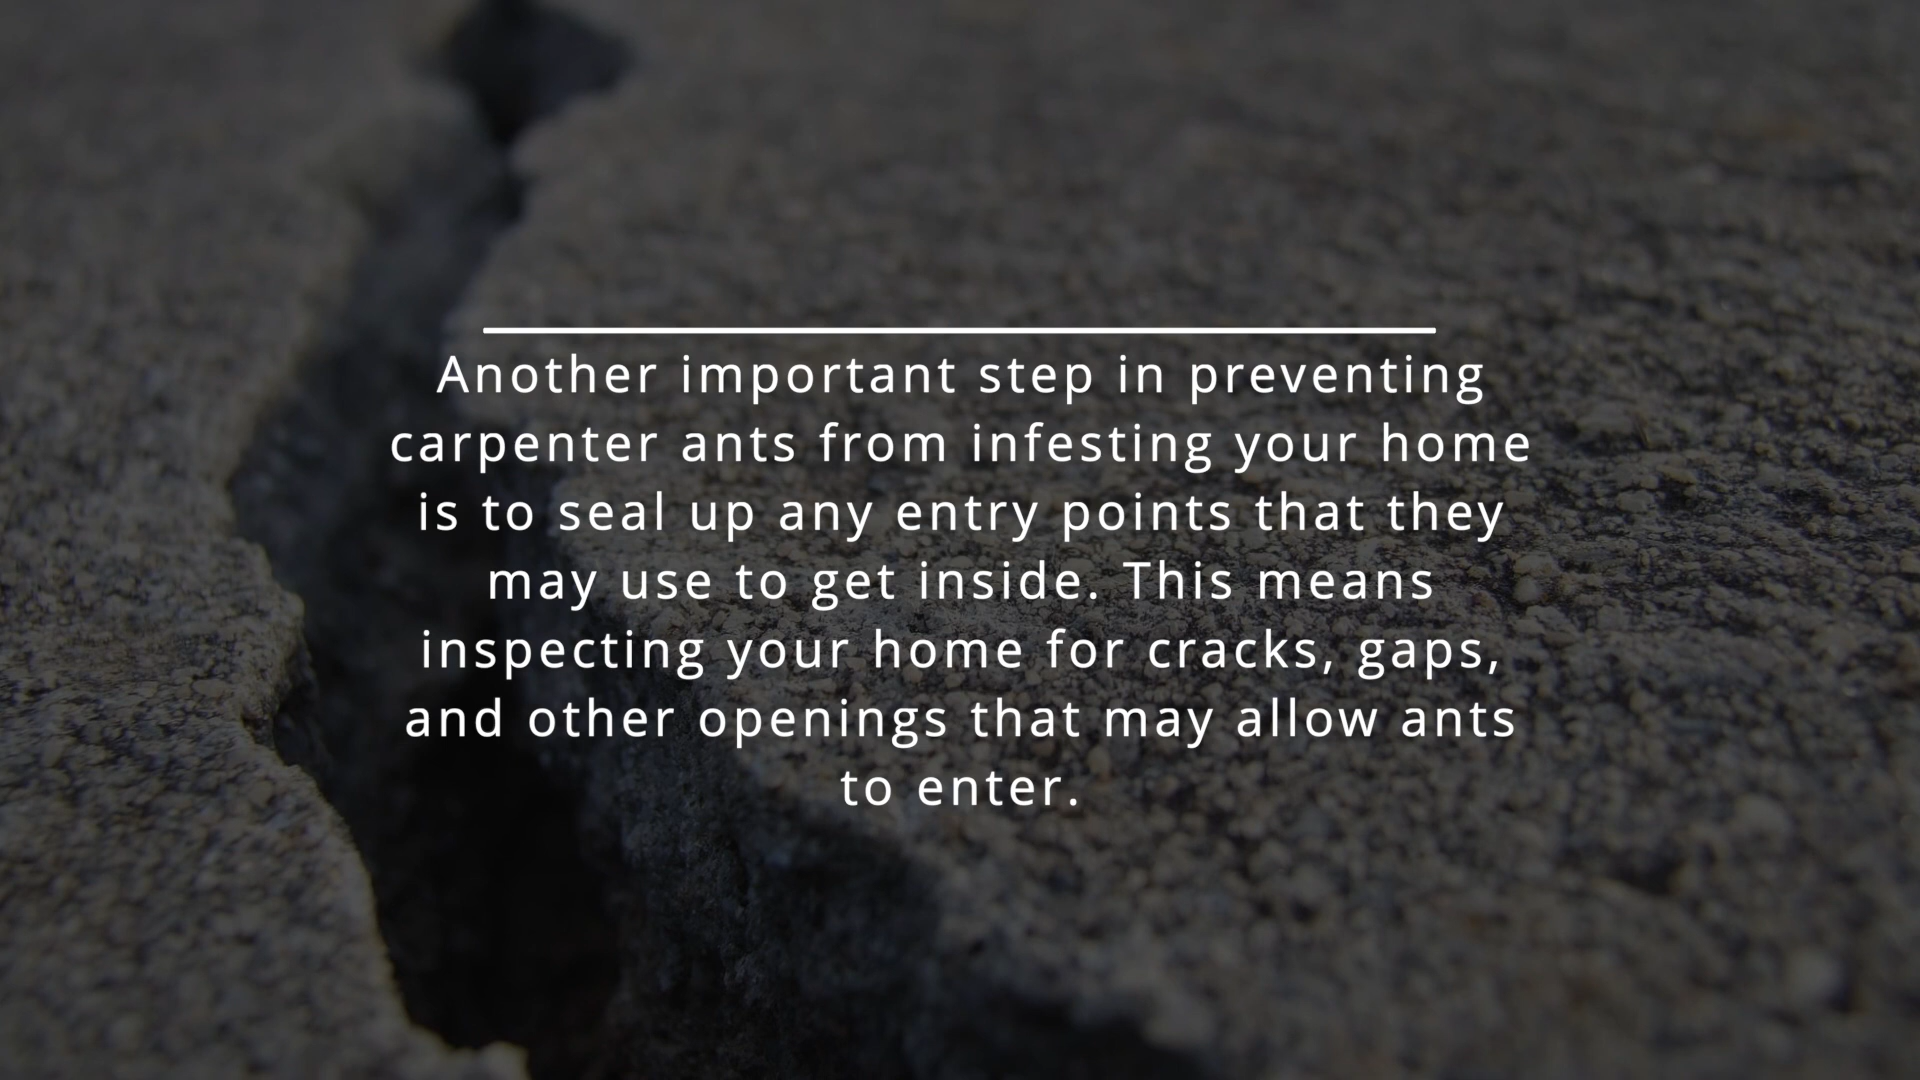 Another important step in preventing
carpenter ants from infesting your home
is to seal up any entry points that they
may use to get inside. This means
inspecting your home for cracks, gaps,
and other openings that may allow ants
to enter.